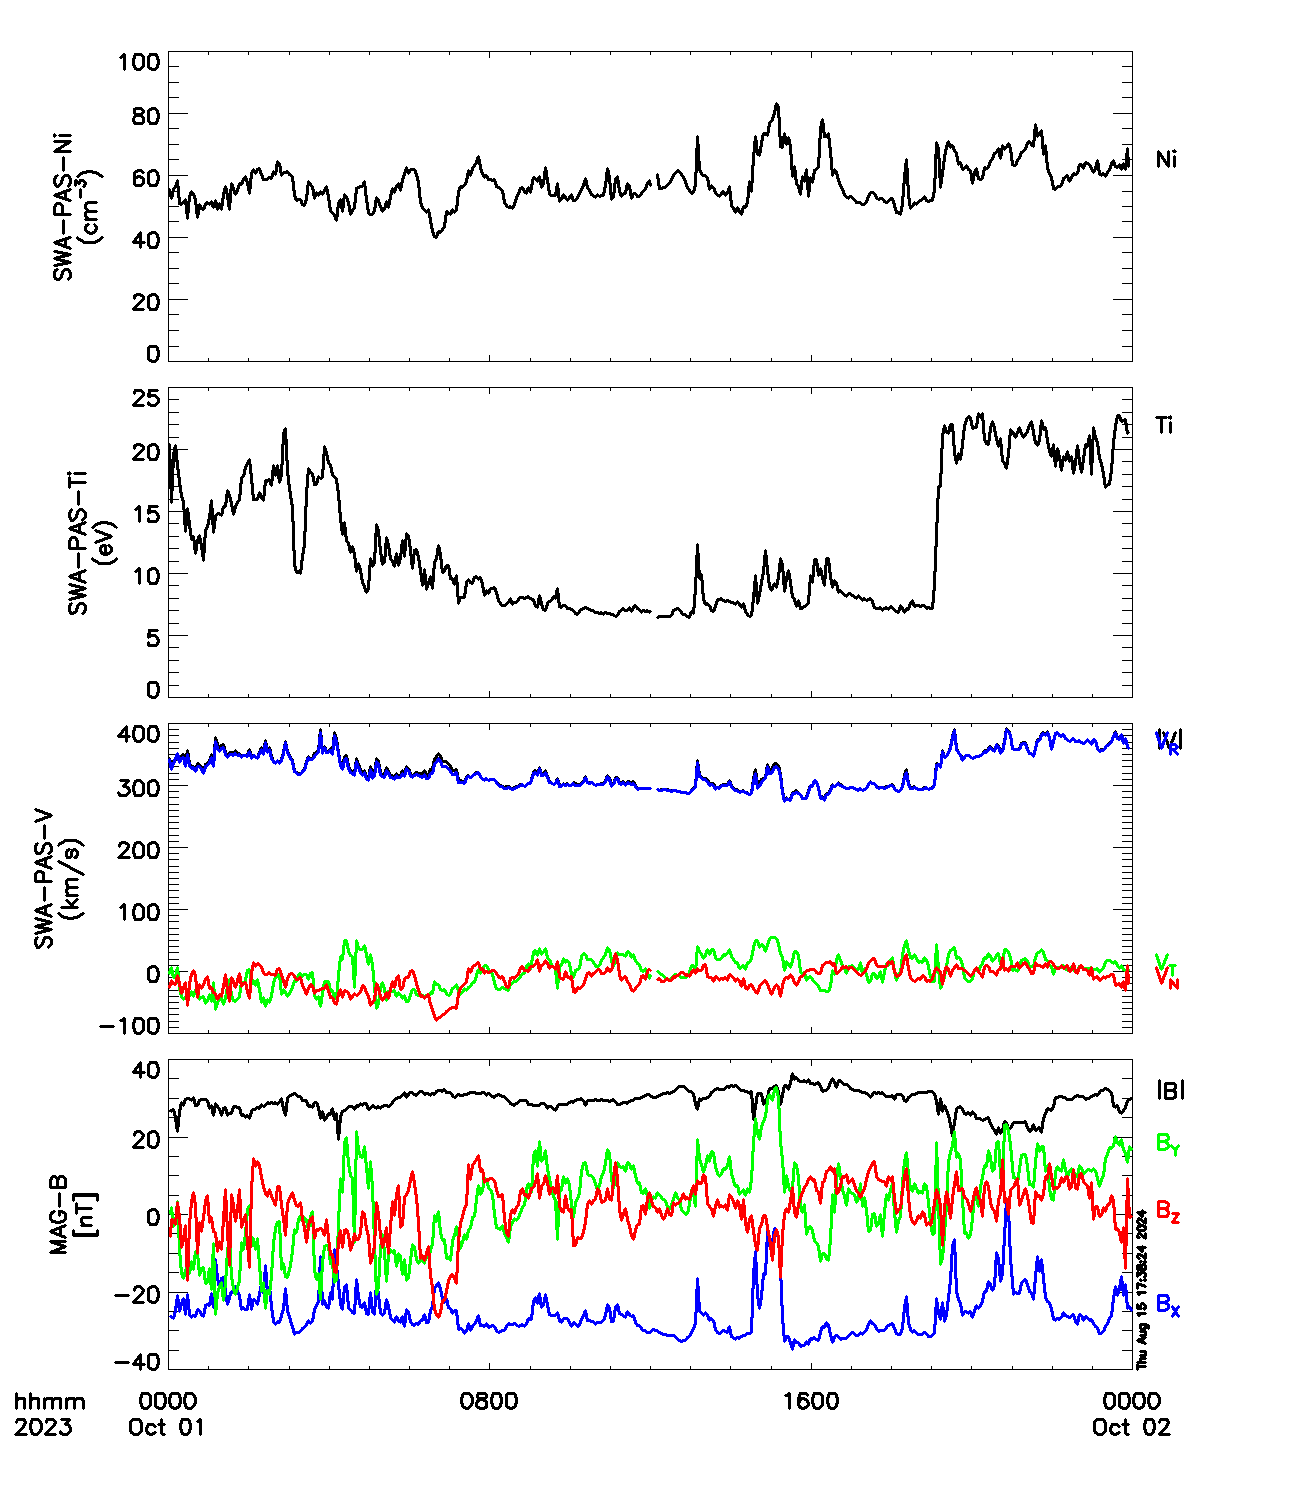 100
80
60
40
20
0
SWA-PAS-Ni
(cm⁻³)
Ni
25
20
15
10
5
0
SWA-PAS-Ti
(eV)
Ti
400
300
200
100
0
-100
SWA-PAS-V
(km/s)
|V|
V_R
V_T
V_N
40
20
0
-20
-40
MAG-B
[nT]
|B|
B_Y
B_Z
B_X
Thu Aug 15 17:38:24 2024
hhmm 0000 0800 1600 0000
2023 Oct 01 Oct 02